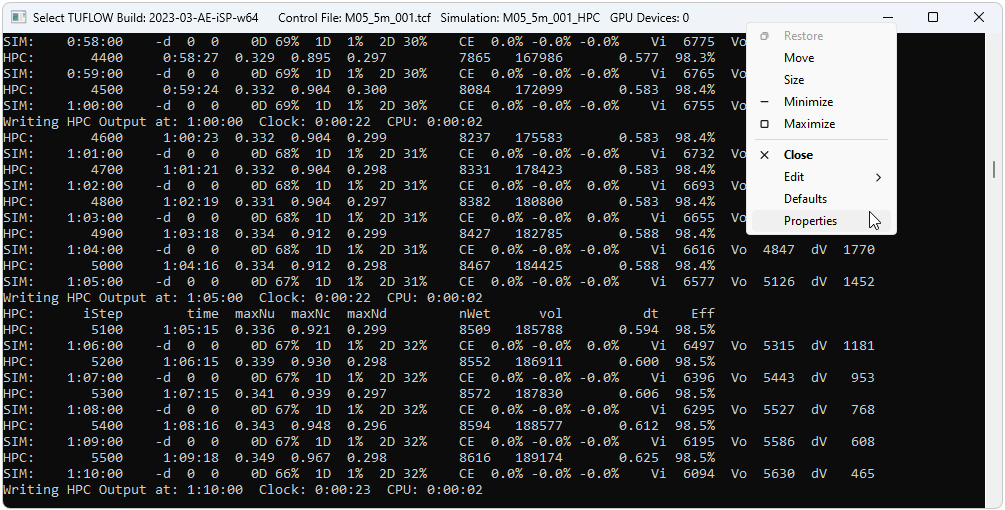 Select TUFLOW Build: 2023-03-AE-iSP-w64 Control File: M05_5m_001.tcf Simulation: M05_5m_001_HPC GPU Devices: 0
SIM: 0:58:00 -d 0 0 0D 69% 1D 1% 2D 30% CE 0.0% -0.0% -0.0% Vi 6775 Vo
HPC: 4400 0:58:27 0.329 0.895 0.297 7865 167986 0.577 98.3%
SIM: 0:59:00 -d 0 0 0D 69% 1D 1% 2D 30% CE 0.0% -0.0% -0.0% Vi 6765 Vo
HPC: 4500 0:59:24 0.332 0.904 0.300 8084 172099 0.583 98.4%
SIM: 1:00:00 -d 0 0 0D 69% 1D 1% 2D 30% CE 0.0% -0.0% -0.0% Vi 6755 Vo
Writing HPC Output at: 1:00:00 Clock: 0:00:22 CPU: 0:00:02
HPC: 4600 1:00:23 0.332 0.904 0.299 8237 175583 0.583 98.4%
SIM: 1:01:00 -d 0 0 0D 68% 1D 1% 2D 31% CE 0.0% -0.0% 0.0% Vi 6732 Vo
HPC: 4700 1:01:21 0.332 0.904 0.298 8331 178423 0.583 98.4%
SIM: 1:02:00 -d 0 0 0D 68% 1D 1% 2D 31% CE 0.0% -0.0% -0.0% Vi 6693 Vo
HPC: 4800 1:02:19 0.331 0.904 0.297 8382 180800 0.583 98.4%
SIM: 1:03:00 -d 0 0 0D 68% 1D 1% 2D 31% CE 0.0% -0.0% -0.0% Vi 6655 Vo
HPC: 4900 1:03:18 0.334 0.912 0.299 8427 182785 0.588 98.4%
SIM: 1:04:00 -d 0 0 0D 68% 1D 1% 2D 31% CE 0.0% -0.0% -0.0% Vi 6616 Vo 4847 dV 1770
HPC: 5000 1:04:16 0.334 0.912 0.298 8467 184425 0.588 98.4%
SIM: 1:05:00 -d 0 0 0D 67% 1D 1% 2D 31% CE 0.0% -0.0% -0.0% Vi 6577 Vo 5126 dV 1452
Writing HPC Output at: 1:05:00 Clock: 0:00:22 CPU: 0:00:02
HPC: iStep time maxNu maxNc maxNd nWet vol dt Eff
5100 1:05:15 0.336 0.921 0.299 8509 185788 0.594 98.5%
SIM: 1:06:00 -d 0 0 0D 67% 1D 1% 2D 32% CE 0.0% -0.0% 0.0% Vi 6497 Vo 5315 dV 1181
HPC: 5200 1:06:15 0.339 0.930 0.298 8552 186911 0.600 98.5%
SIM: 1:07:00 -d 0 0 0D 67% 1D 1% 2D 32% CE 0.0% -0.0% -0.0% Vi 6396 Vo 5443 dV 953
HPC: 5300 1:07:15 0.341 0.939 0.297 8572 187830 0.606 98.5%
SIM: 1:08:00 -d 0 0 0D 67% 1D 1% 2D 32% CE 0.0% -0.0% -0.0% Vi 6295 Vo 5527 dV 768
HPC: 5400 1:08:16 0.343 0.948 0.296 8594 188577 0.612 98.5%
SIM: 1:09:00 -d 0 0 0D 67% 1D 1% 2D 32% CE 0.0% -0.0% -0.0% Vi 6195 Vo 5586 dV 608
HPC: 5500 1:09:18 0.349 0.967 0.298 8616 189174 0.625 98.5%
SIM: 1:10:00 -d 0 0 0D 66% 1D 1% 2D 32% CE 0.0% -0.0% -0.0% Vi 6094 Vo 5630 dV 465
Writing HPC Output at: 1:10:00 Clock: 0:00:23 CPU: 0:00:02
Restore
Move
Size
Minimize
Maximize
Close
Edit
Defaults
Properties